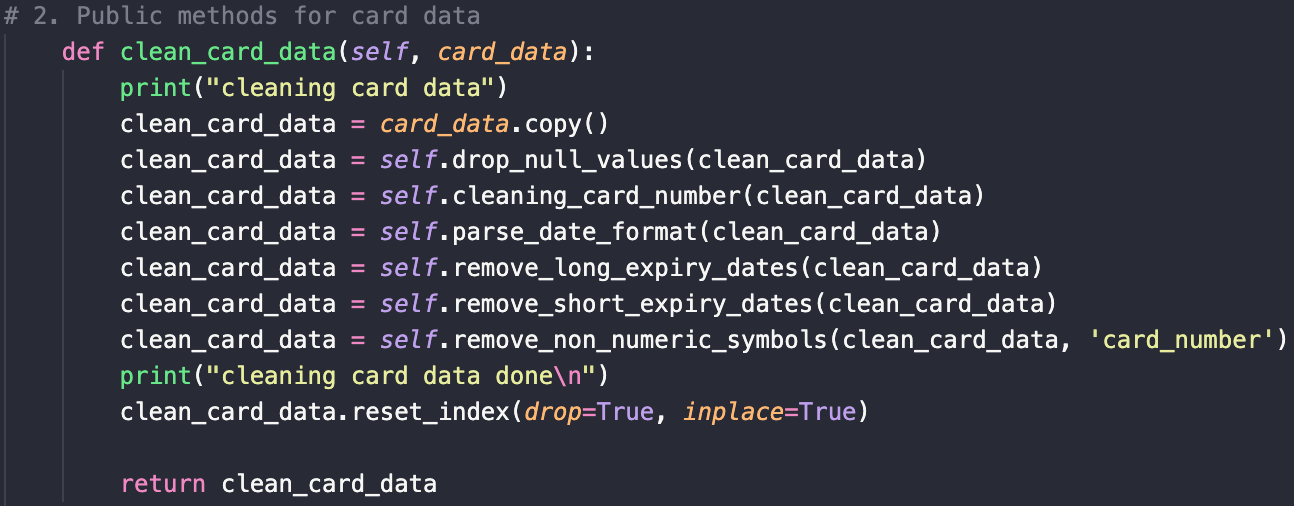 # 2. Public methods for card data
def clean_card_data(self, card_data):
print("cleaning card data")
clean_card_data = card_data.copy()
clean_card_data = self.drop_null_values(clean_card_data)
clean_card_data = self.cleaning_card_number(clean_card_data)
clean_card_data = self.parse_date_format(clean_card_data)
clean_card_data = self.remove_long_expiry_dates(clean_card_data)
clean_card_data = self.remove_short_expiry_dates(clean_card_data)
clean_card_data = self.remove_non_numeric_symbols(clean_card_data, 'card_number')
print("cleaning card data done\n")
clean_card_data.reset_index(drop=True, inplace=True)
return clean_card_data